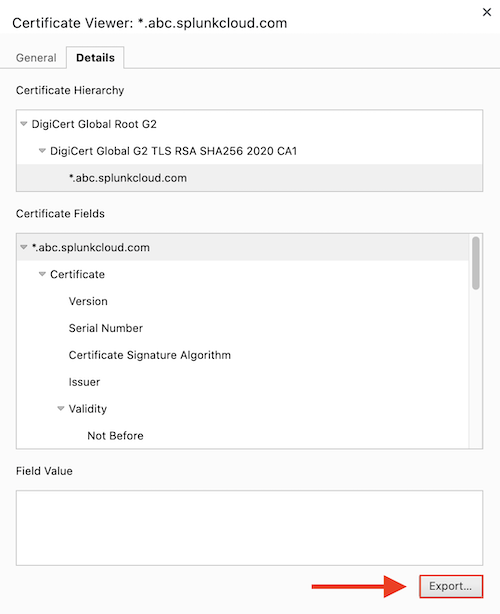 Certificate Viewer: *.abc.splunkcloud.com
General Details
Certificate Hierarchy
DigiCert Global Root G2
DigiCert Global G2 TLS RSA SHA256 2020 CA1
*.abc.splunkcloud.com
Certificate Fields
*.abc.splunkcloud.com
Certificate
Version
Serial Number
Certificate Signature Algorithm
Issuer
Validity
Not Before
Field Value
Export...